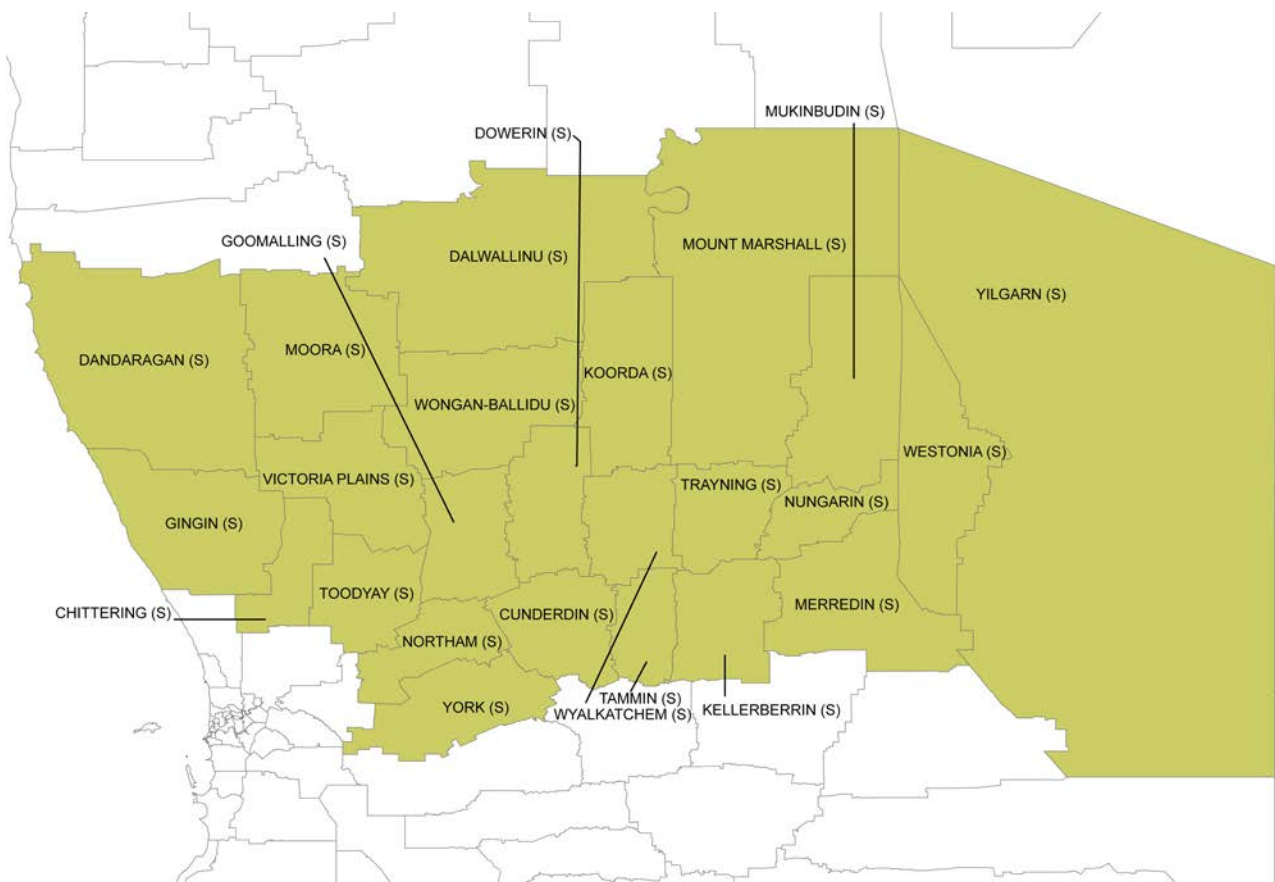 MUKINBUDIN (S)
DOWERIN (S)
GOOMALLING (S)
MOUNT MARSHALL (S)
DALWALLINU (S)
YILGARN (S)
MOORA (S)
DANDARAGAN (S)
KOORDA (S)
WONGAN-BALLIDU (S)
WESTONIA (S)
VICTORIA PLAINS (S)
TRAYNING (S)
NUNGARIN (S)
GINGIN (S)
TOODYAY (S)
MERREDIN (S)
CHITTERING (S)
CUNDERDIN (S)
NORTHAM (S)
TAMMIN (S)
YORK (S)
KELLERBERRIN (S)
WYALKATCHEM (S)